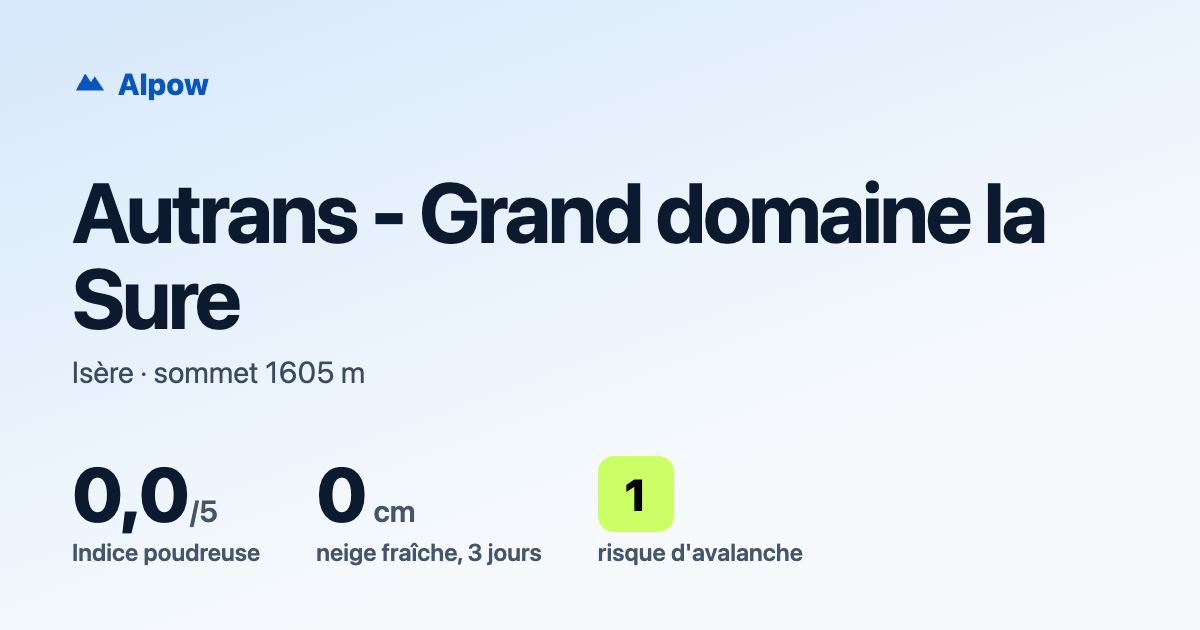 Alpow
Autrans - Grand domaine la
Sure
Isère · sommet 1605 m
0,0/5
Indice poudreuse
0 cm
neige fraîche, 3 jours
1
risque d'avalanche